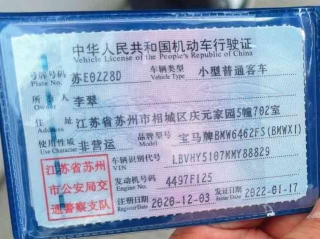 中华人民共和国机动车行驶证
Vehicle License of the People's Republic of China
号牌号码 苏E0Z28D 车辆类型 小型普通客车
Plate No. Vehicle Type
所有人 李翠
Owner
住址 江苏省苏州市相城区庆元家园5幢702室
Address
使用性质 非营运 品牌型号 宝马牌BMW6462FS(BMWX1)
Use Character Model
车辆识别代号 LBVHY5107MMY88829
VIN
江苏省苏州市公安局交通警察支队
发动机号码 4497F125
Engine No.
注册日期 2020-12-03 发证日期 2022-01-17
Register Date Issue Date